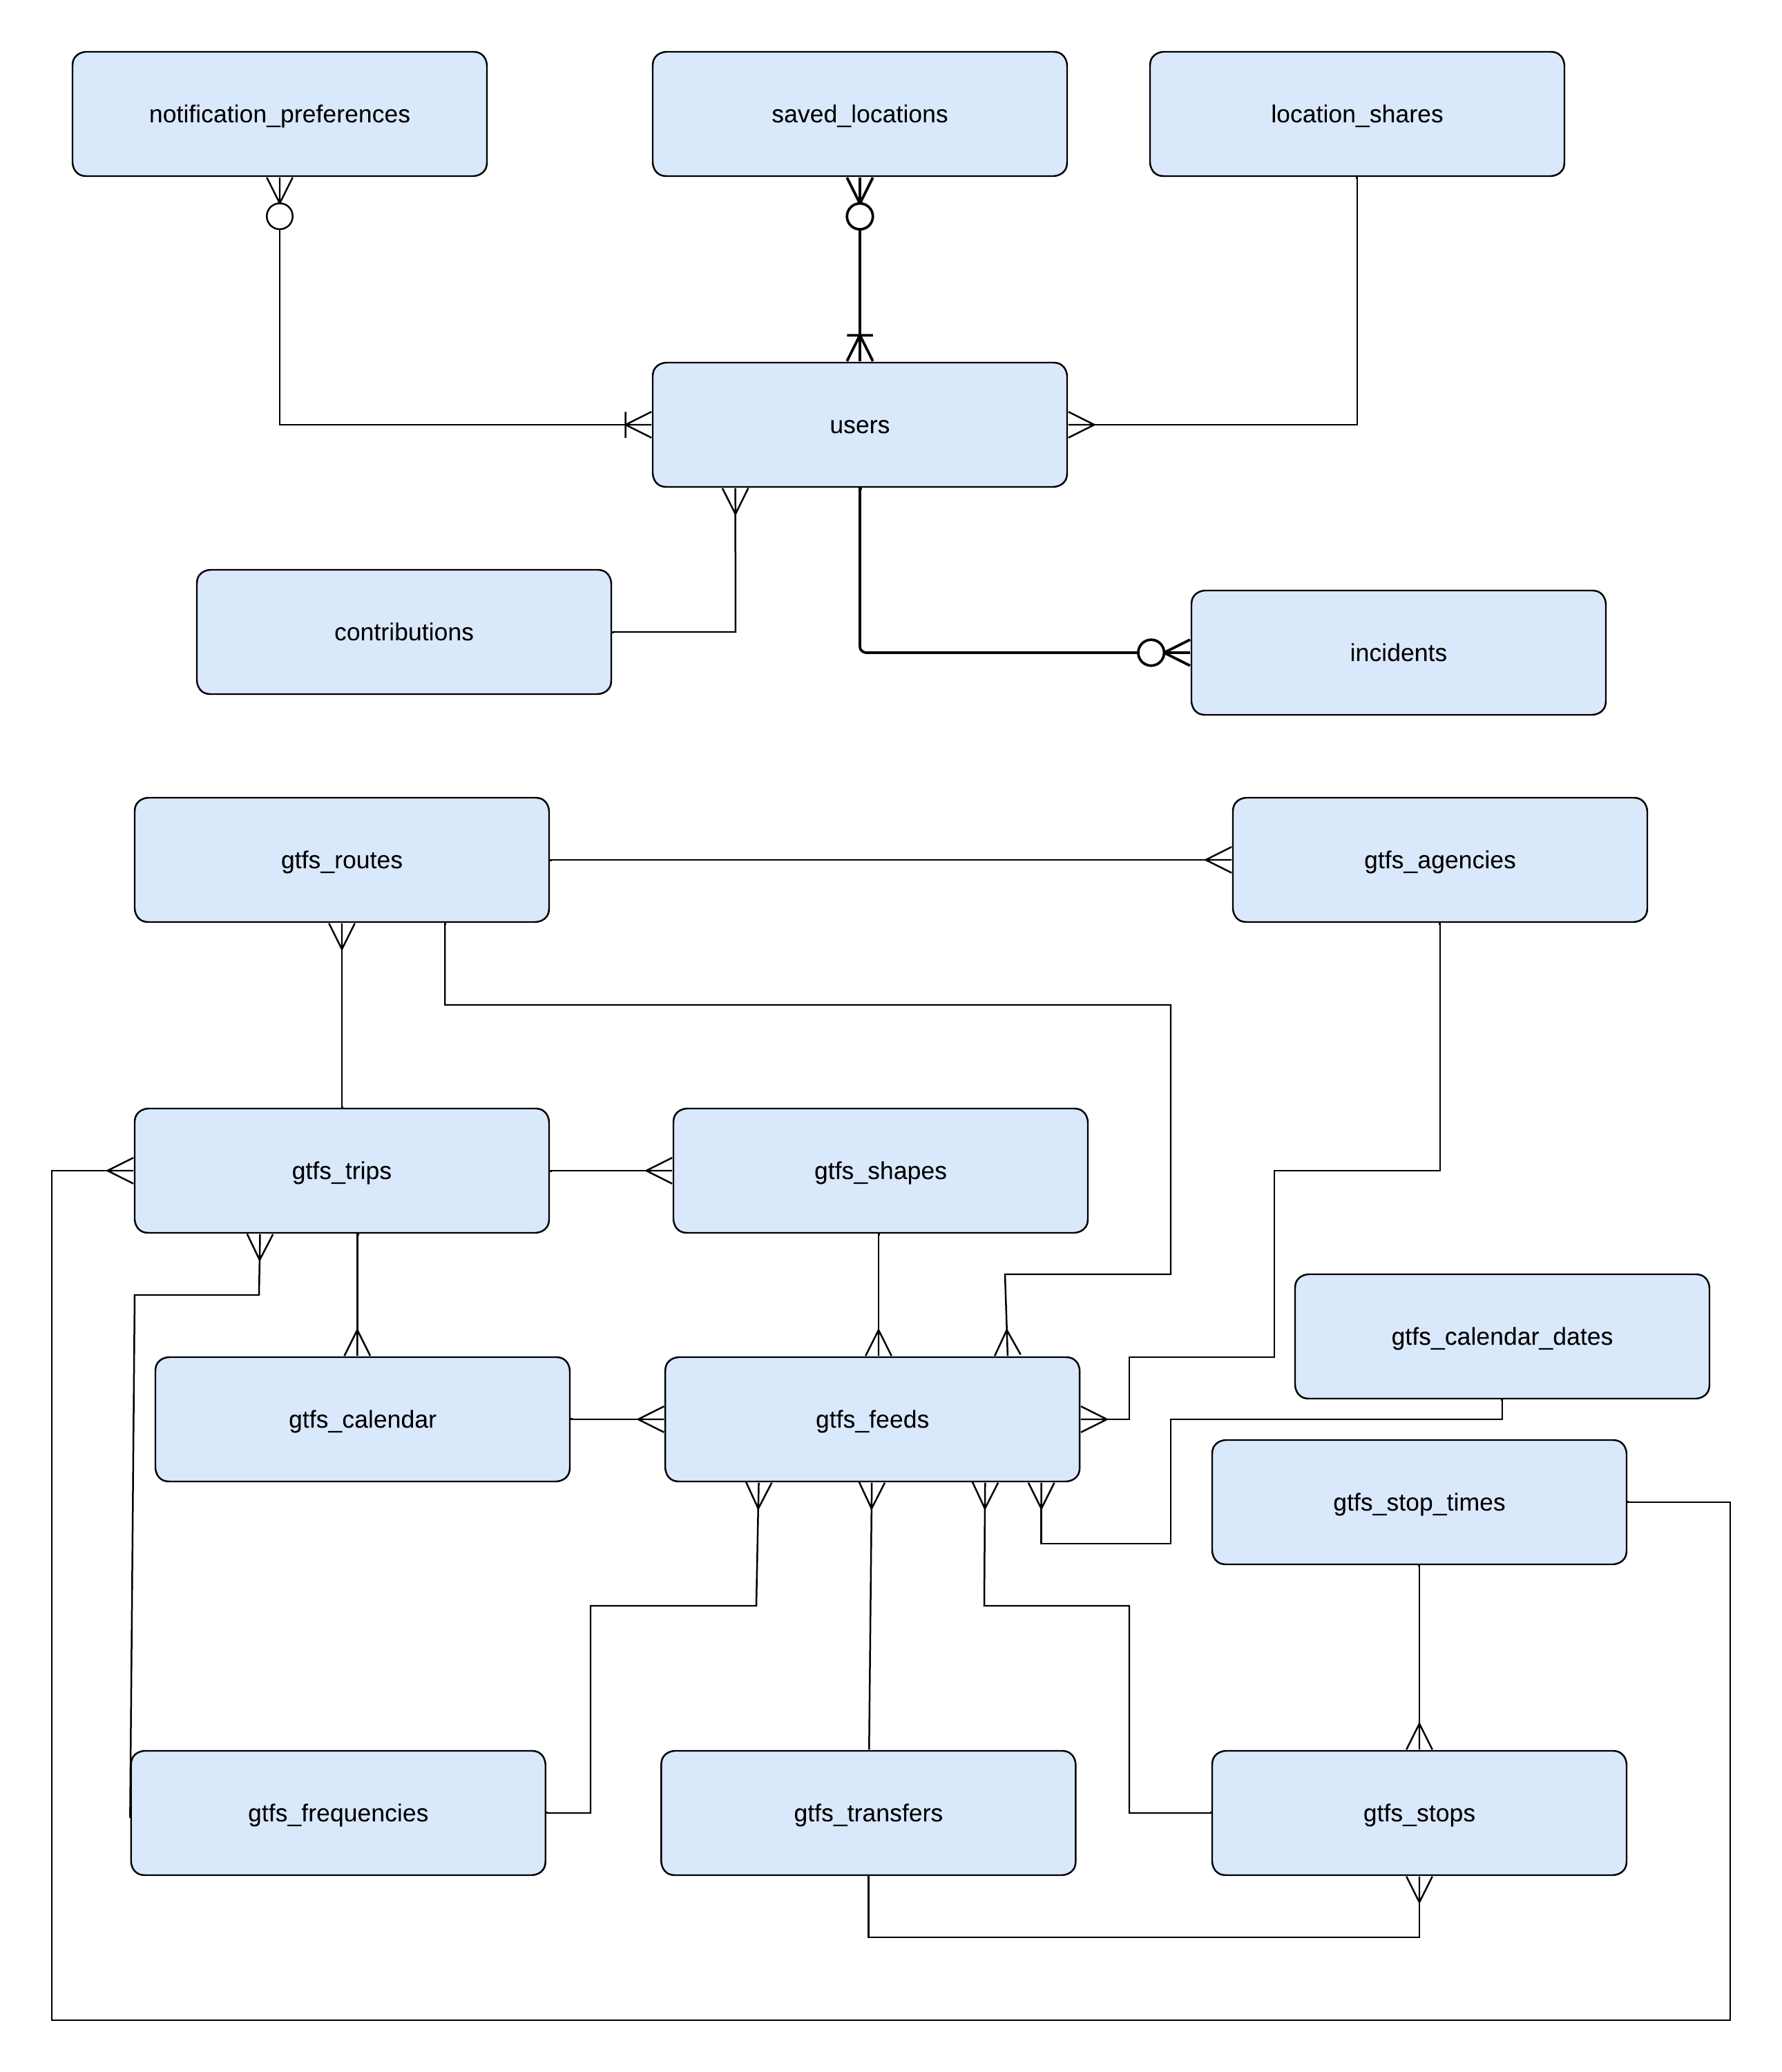 notification_preferences
saved_locations
location_shares
users
contributions
incidents
gtfs_routes
gtfs_agencies
gtfs_trips
gtfs_shapes
gtfs_calendar_dates
gtfs_calendar
gtfs_feeds
gtfs_stop_times
gtfs_frequencies
gtfs_transfers
gtfs_stops